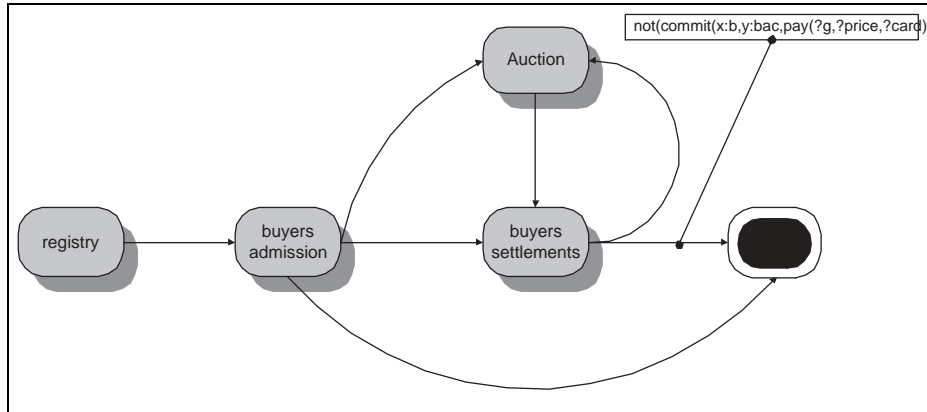 not(commit(x:b,y:bac,pay(?g,?price,?card)
Auction
registry
buyers
admission
buyers
settlements